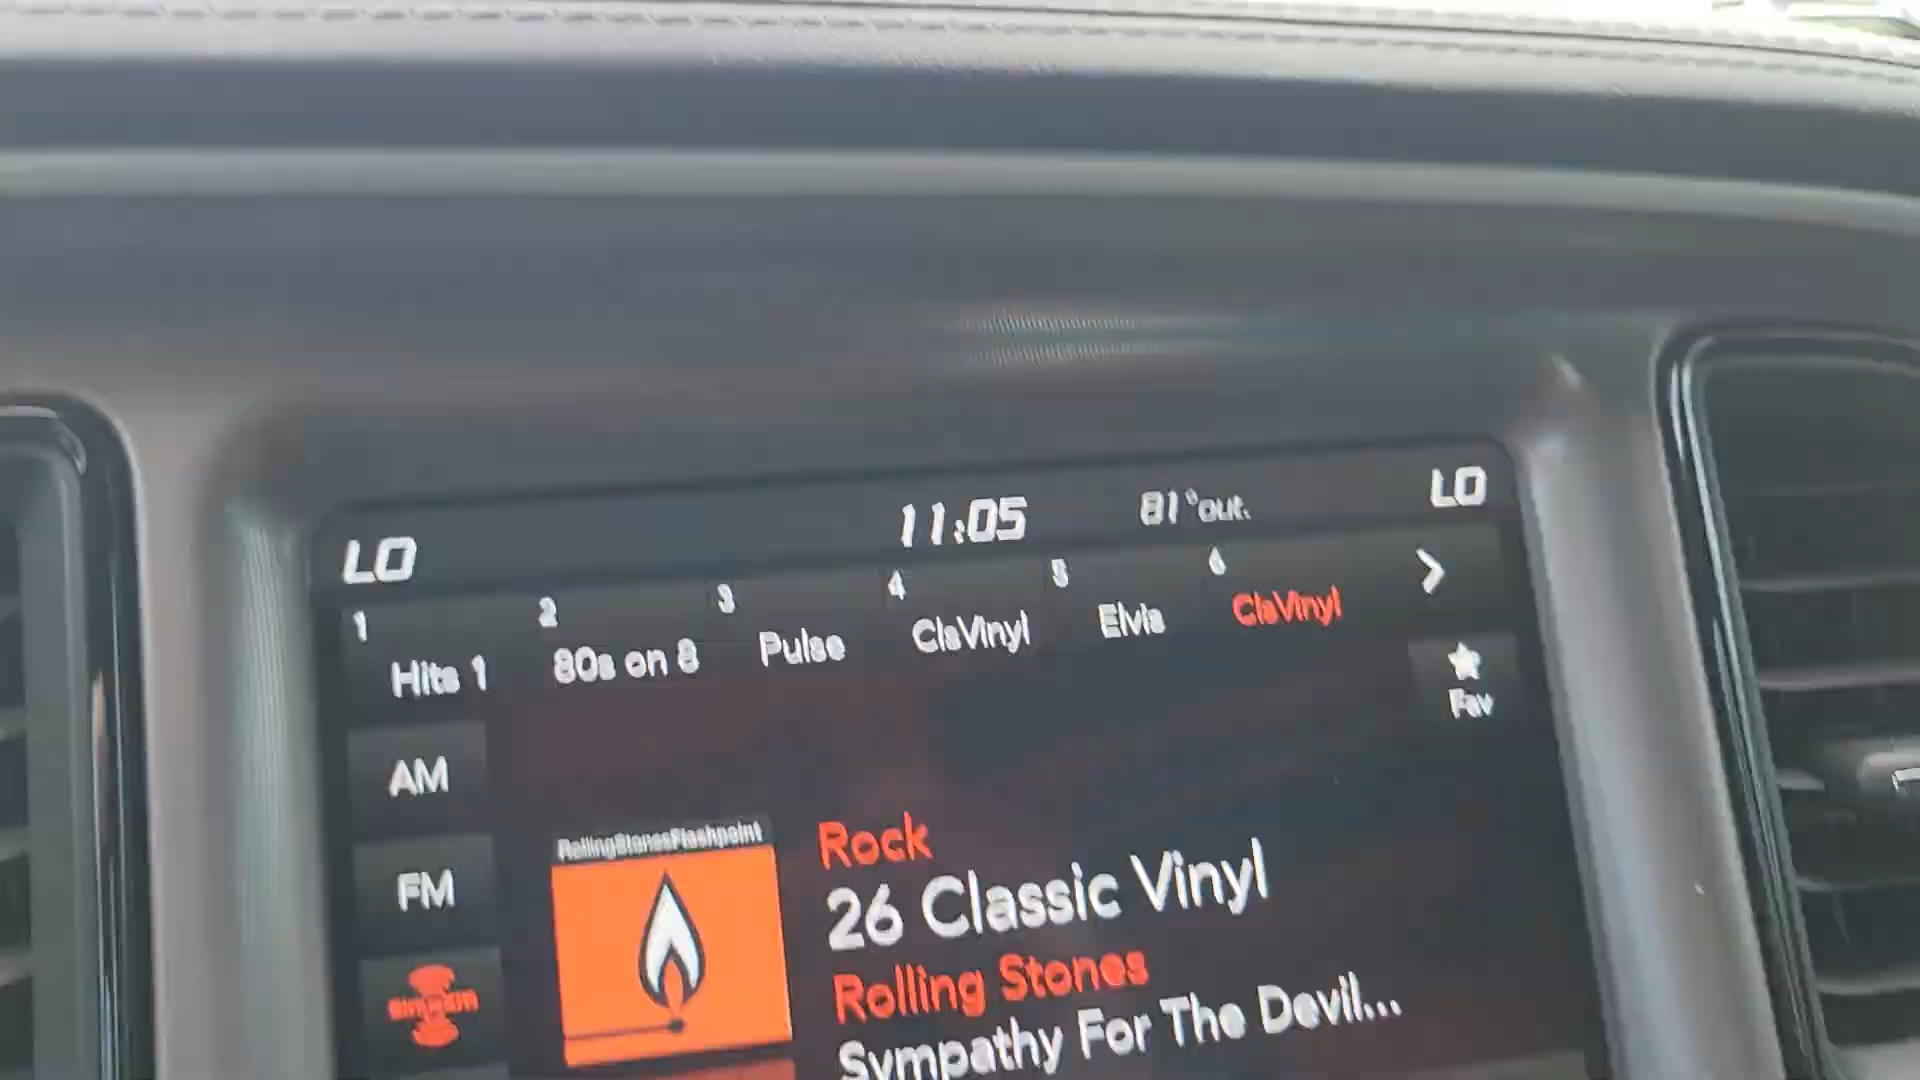 LO 11:05 81°out. LO
1 2 3 4 5 6
Hits 1 80s on 8 Pulse ClsVinyl Elvis ClsVinyl
Fav
AM
FM
RollingStonesFlashpoint
Rock
26 Classic Vinyl
Rolling Stones
Sympathy For The Devil...